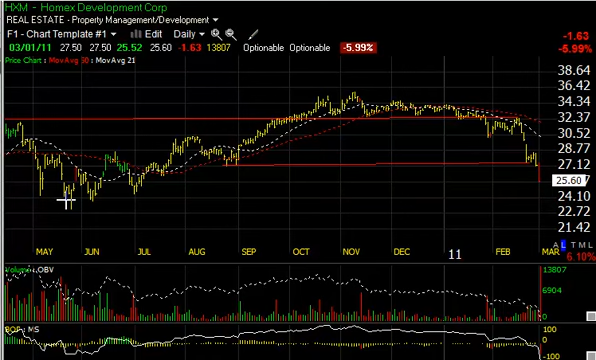 HXM - Homex Development Corp
REAL ESTATE - Property Management/Development
F1 - Chart Template #1 Edit Daily
-1.63
-5.99%
03/01/11 27.50 27.50 25.52 25.60 -1.63 13807 Optionable Optionable -5.99%
Price Chart : MovAvg 50 : MovAvg 21
38.64
36.42
34.34
32.37
30.52
28.77
27.12
25.60
24.10
22.72
21.42
MAY JUN JUL AUG SEP OCT NOV DEC 11 FEB MAR
A L T M L
6.10%
Volume : OBV
13807
6904
0
BOP : MS
100
0
-100